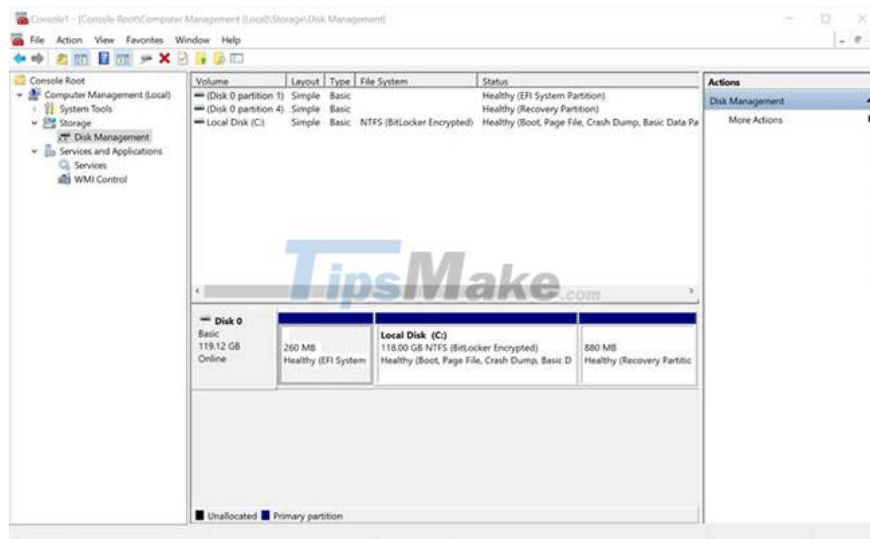 Console1 - [Console Root\Computer Management (Local)\Storage\Disk Management]
File Action View Favorites Window Help
Console Root
Computer Management (Local)
System Tools
Storage
Disk Management
Services and Applications
Services
WMI Control
Volume Layout Type File System Status
(Disk 0 partition 1) Simple Basic Healthy (EFI System Partition)
(Disk 0 partition 4) Simple Basic Healthy (Recovery Partition)
Local Disk (C:) Simple Basic NTFS (BitLocker Encrypted) Healthy (Boot, Page File, Crash Dump, Basic Data Pa
Actions
Disk Management
More Actions
TipsMake.com
Disk 0
Basic
119.12 GB
Online
260 MB
Healthy (EFI System
Local Disk (C:)
118.00 GB NTFS (BitLocker Encrypted)
Healthy (Boot, Page File, Crash Dump, Basic D
880 MB
Healthy (Recovery Partitic
Unallocated Primary partition